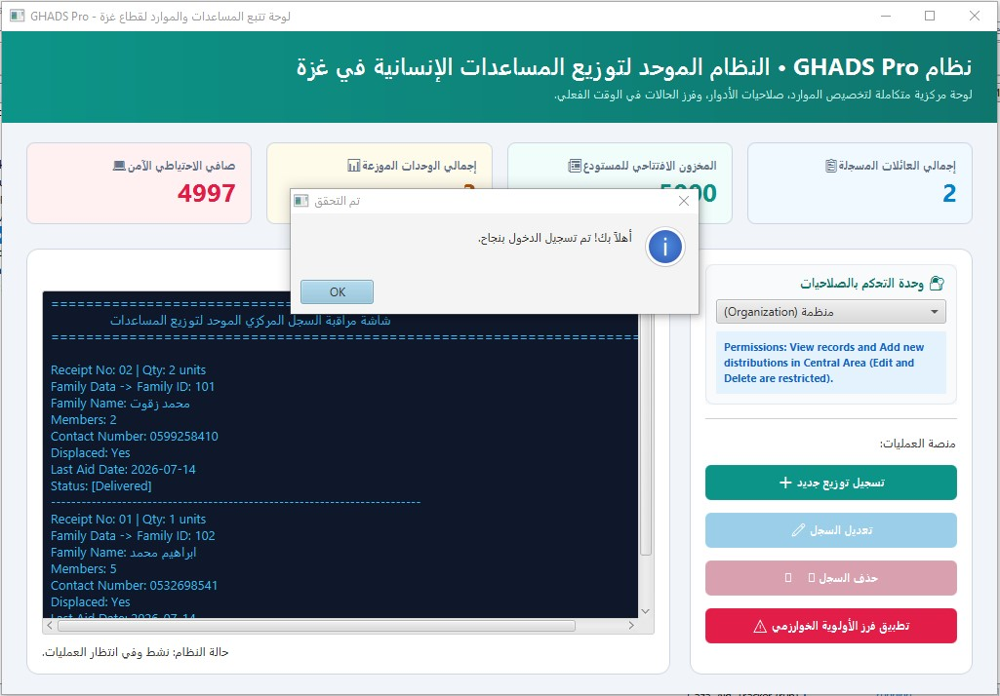 GHADS Pro - لوحة تتبع المساعدات والموارد لقطاع غزة
نظام GHADS Pro • النظام الموحد لتوزيع المساعدات الإنسانية في غزة
لوحة مركزية متكاملة لتخصيص الموارد، صلاحيات الأدوار، وفرز الحالات في الوقت الفعلي.
إجمالي العائلات المسجلة
2
المخزون الافتتاحي للمستودع
إجمالي الوحدات الموزعة
صافي الاحتياطي الآمن
4997
تم التحقق
أهلاً بك! تم تسجيل الدخول بنجاح.
OK
وحدة التحكم بالصلاحيات
منظمة (Organization)
Permissions: View records and Add new
distributions in Central Area (Edit and
Delete are restricted).
منصة العمليات:
تسجيل توزيع جديد
تعديل السجل
حذف السجل
تطبيق فرز الأولوية الخوارزمي
شاشة مراقبة السجل المركزي الموحد لتوزيع المساعدات
=====================================================================
Receipt No: 02 | Qty: 2 units
Family Data -> Family ID: 101
Family Name: محمد زقوت
Members: 2
Contact Number: 0599258410
Displaced: Yes
Last Aid Date: 2026-07-14
Status: [Delivered]
------------------------------------------------------------------------
Receipt No: 01 | Qty: 1 units
Family Data -> Family ID: 102
Family Name: ابراهيم محمد
Members: 5
Contact Number: 0532698541
Displaced: Yes
Last Aid Date: 2026-07-14
حالة النظام: نشط وفي انتظار العمليات.